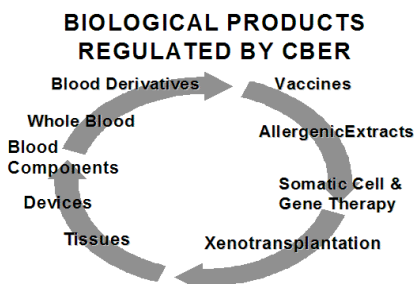 BIOLOGICAL PRODUCTS
REGULATED BY CBER
Blood Derivatives
Vaccines
Whole Blood
AllergenicExtracts
Blood
Components
Somatic Cell &
Gene Therapy
Devices
Tissues
Xenotransplantation